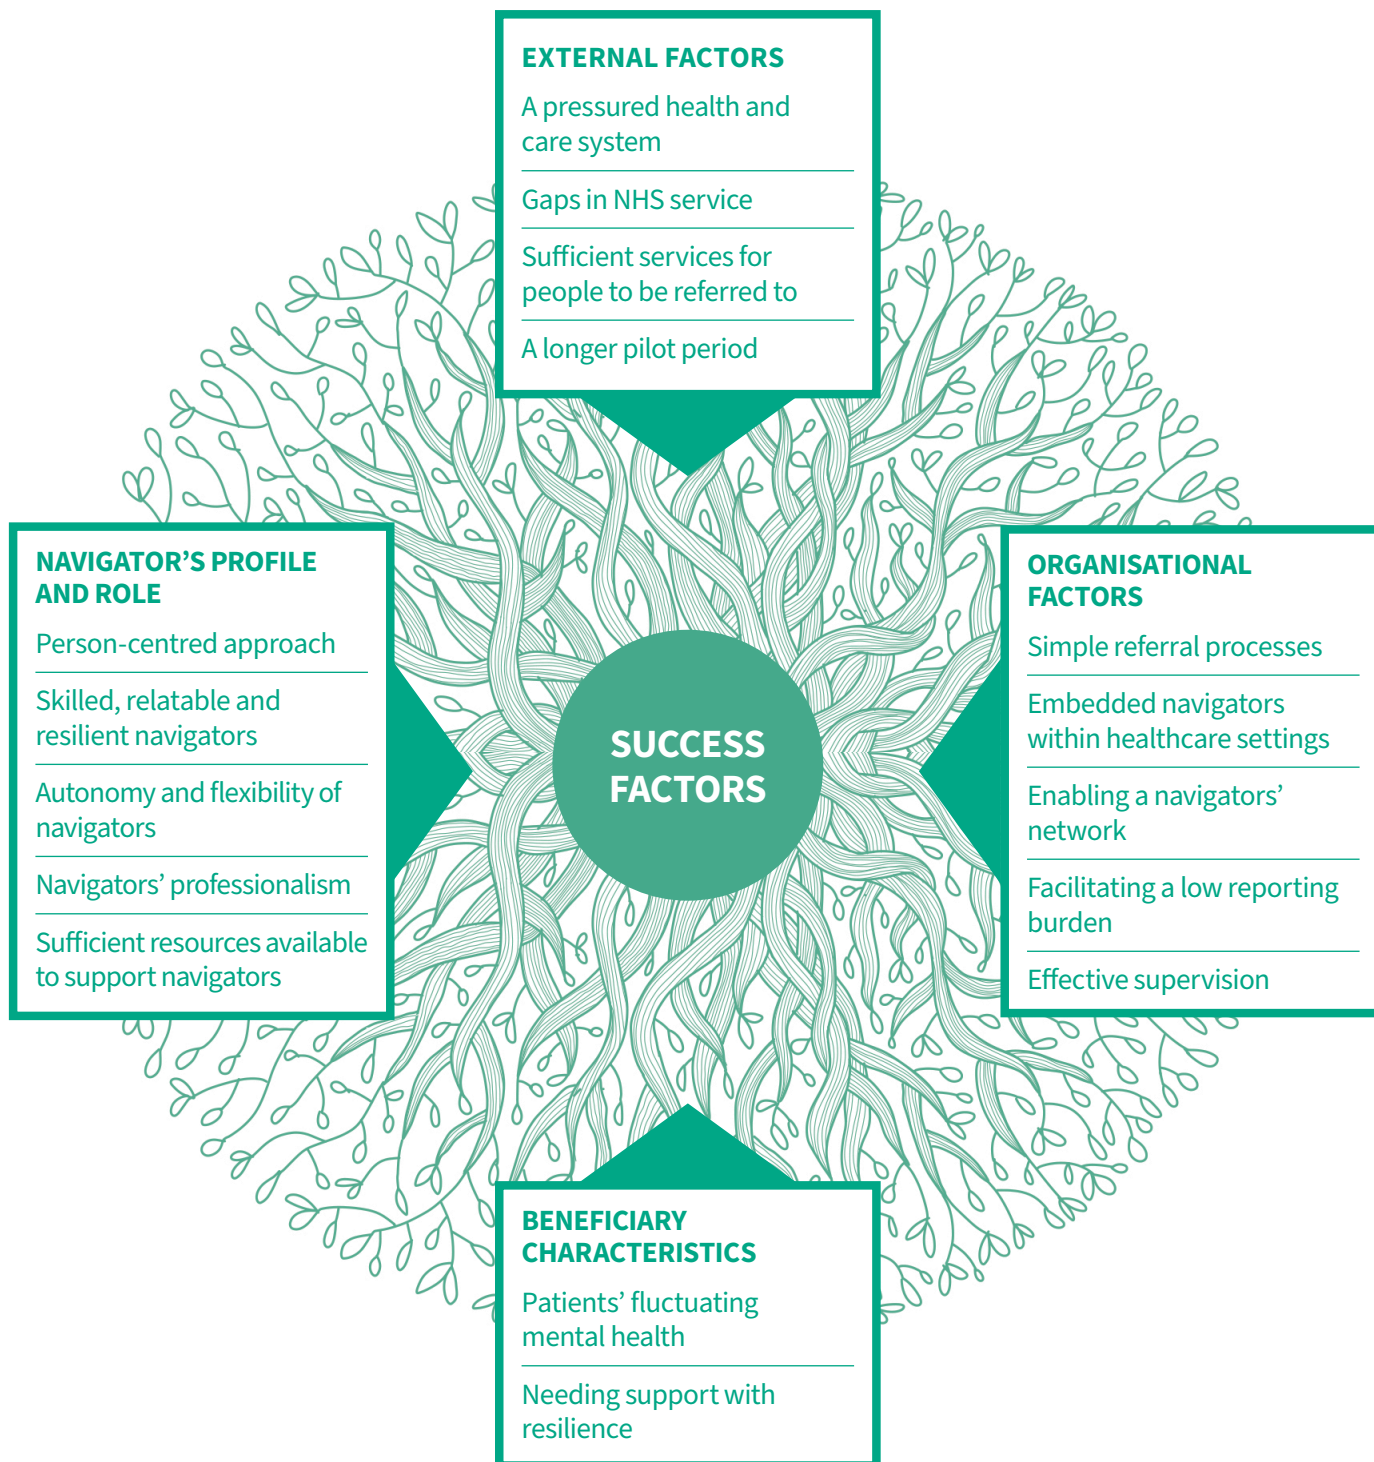 EXTERNAL FACTORS
A pressured health and
care system
Gaps in NHS service
Sufficient services for
people to be referred to
A longer pilot period
NAVIGATOR’S PROFILE
AND ROLE
Person-centred approach
Skilled, relatable and
resilient navigators
Autonomy and flexibility of
navigators
Navigators’ professionalism
Sufficient resources available
to support navigators
SUCCESS
FACTORS
ORGANISATIONAL
FACTORS
Simple referral processes
Embedded navigators
within healthcare settings
Enabling a navigators’
network
Facilitating a low reporting
burden
Effective supervision
BENEFICIARY
CHARACTERISTICS
Patients’ fluctuating
mental health
Needing support with
resilience